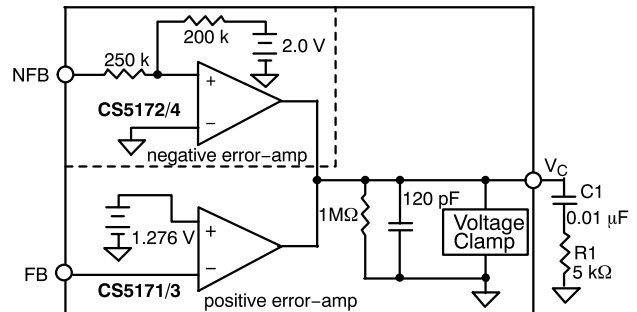 200 k
2.0 V
250 k
NFB
+
CS5172/4
−
negative error−amp
VC
120 pF
C1
1MΩ
0.01 µF
Voltage
Clamp
+
1.276 V
R1
5 kΩ
FB
−
CS5171/3
positive error−amp